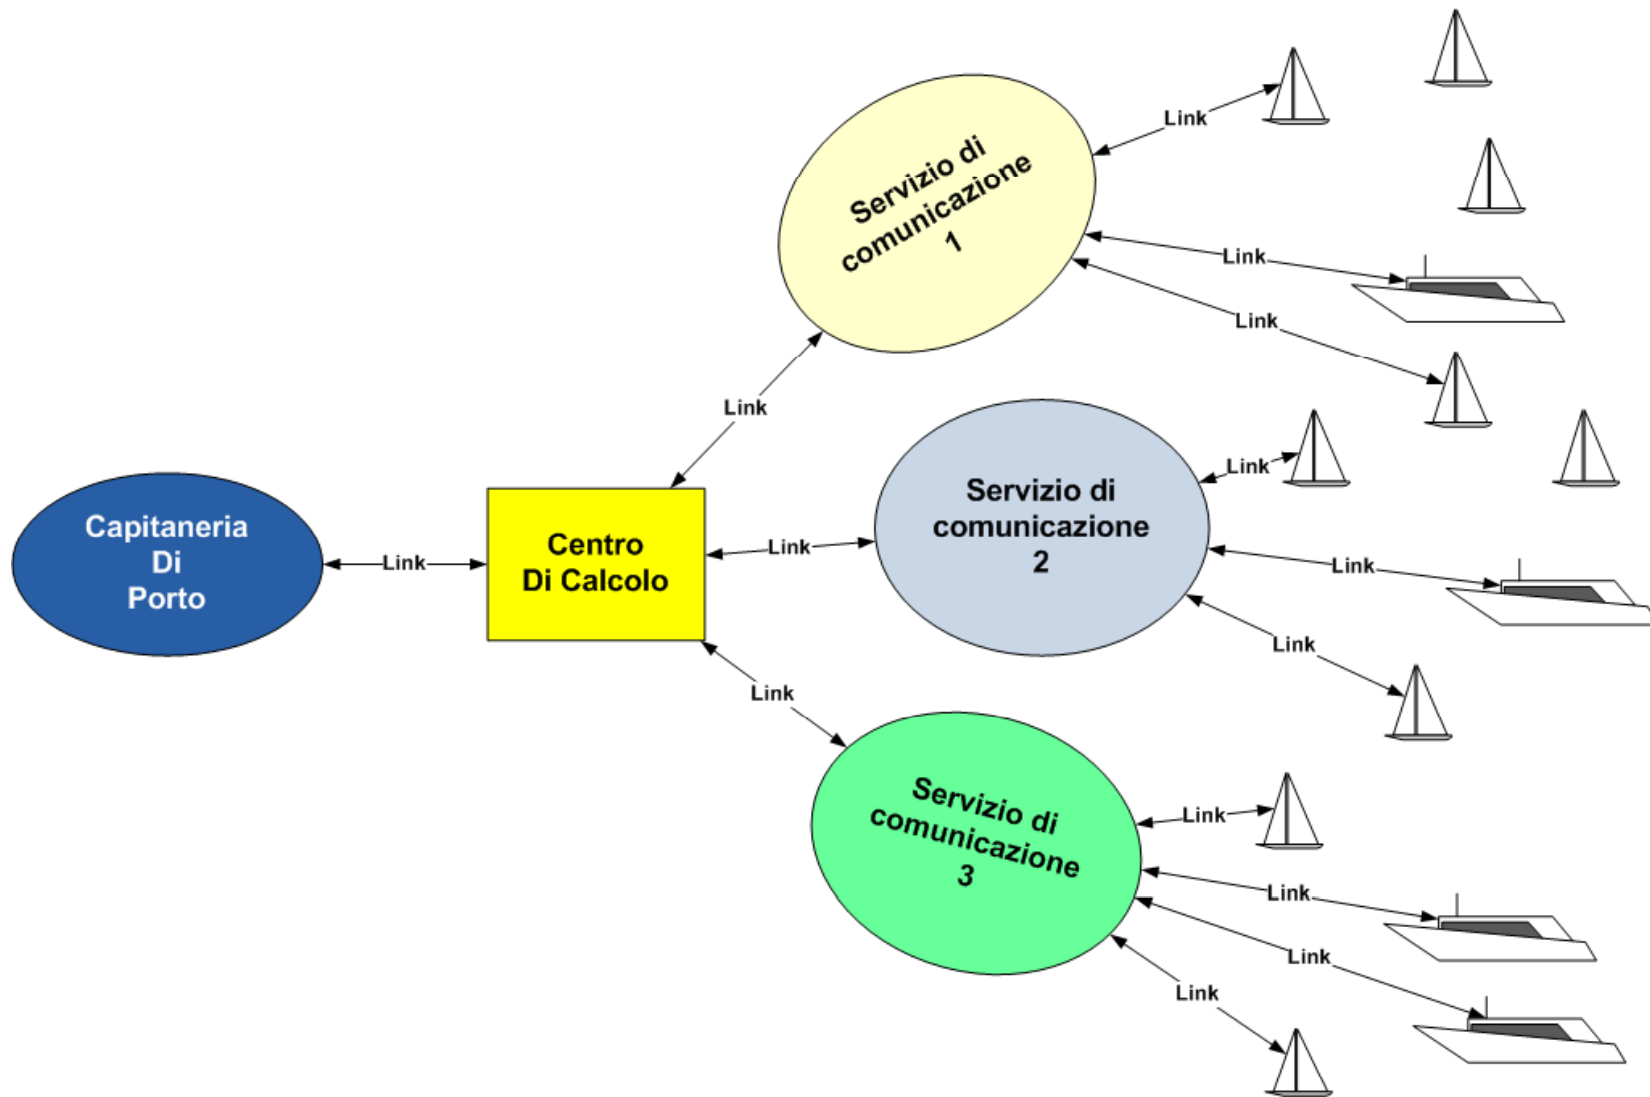 Capitaneria
Di
Porto
Link
Centro
Di Calcolo
Link
Link
Link
Servizio di
comunicazione
1
Link
Link
Link
Servizio di
comunicazione
2
Link
Link
Link
Servizio di
comunicazione
3
Link
Link
Link
Link